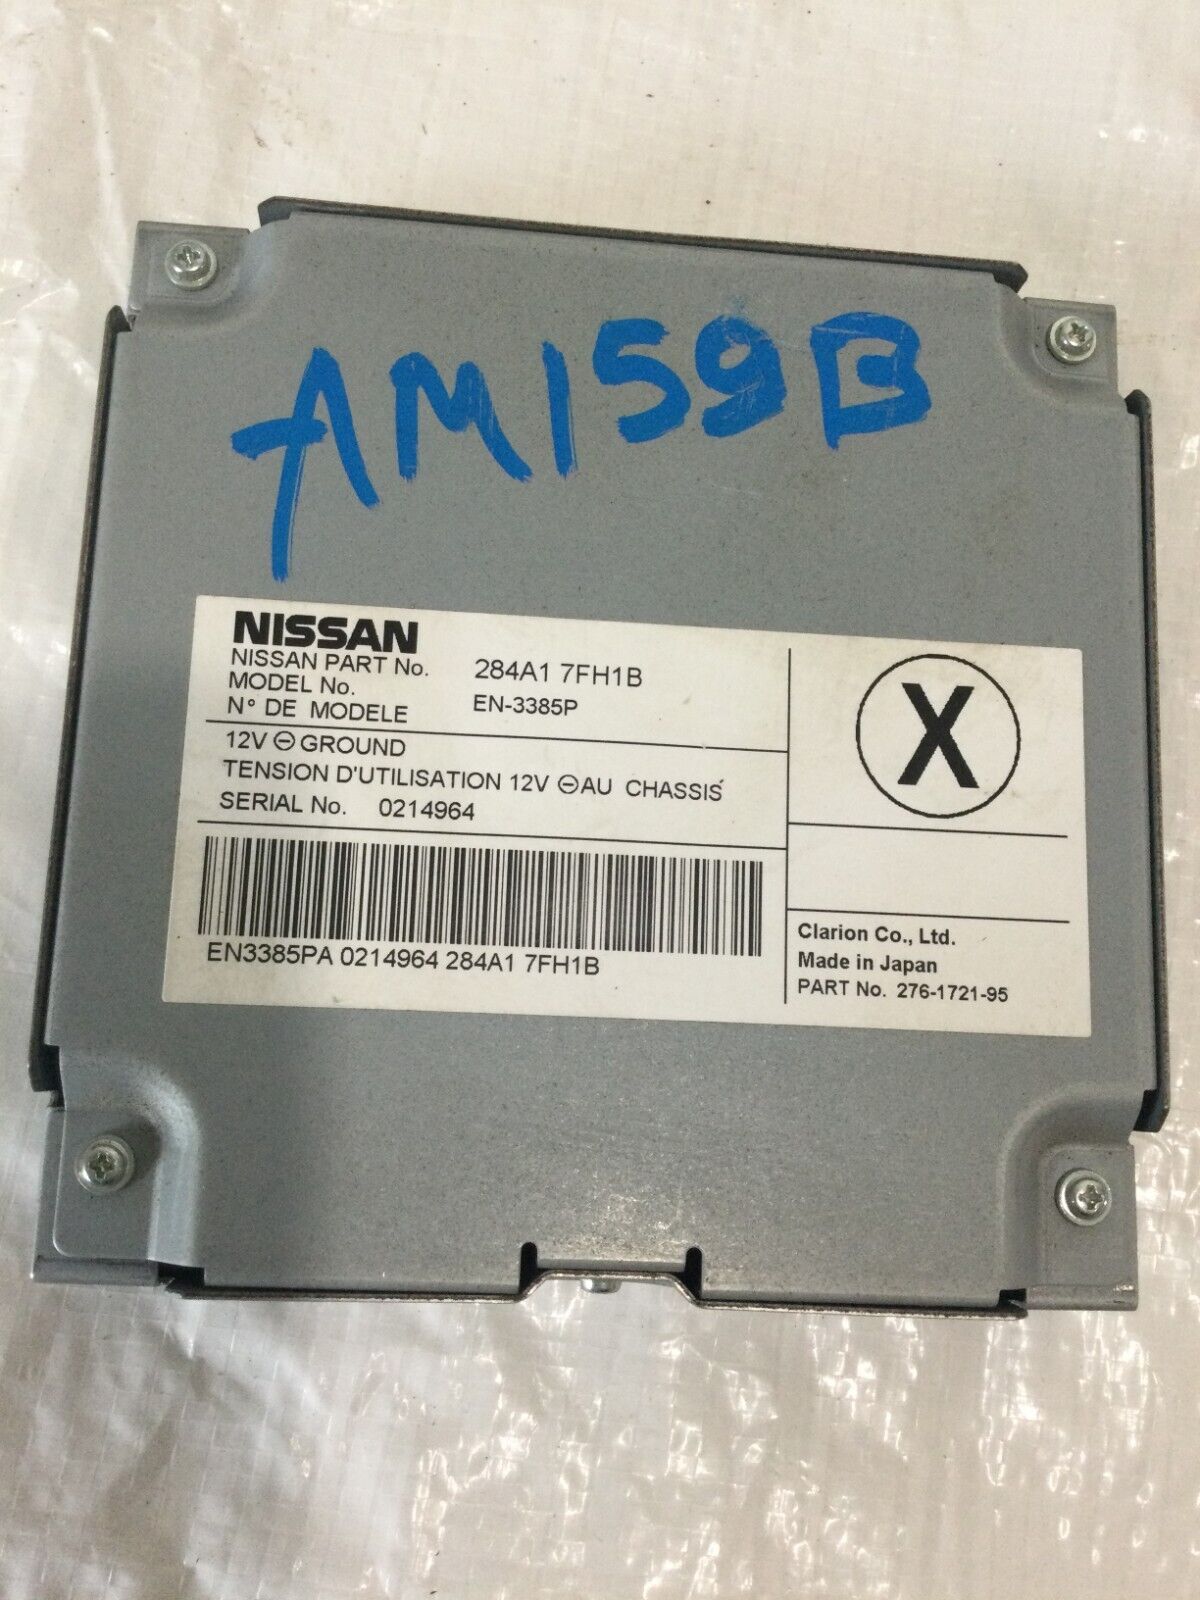 AM159B
NISSAN
NISSAN PART No. 284A1 7FH1B
MODEL No.
N° DE MODELE EN-3385P
12V ⊖ GROUND
TENSION D'UTILISATION 12V ⊖ AU CHASSIS
SERIAL No. 0214964
EN3385PA 0214964 284A1 7FH1B
X
Clarion Co., Ltd.
Made in Japan
PART No. 276-1721-95